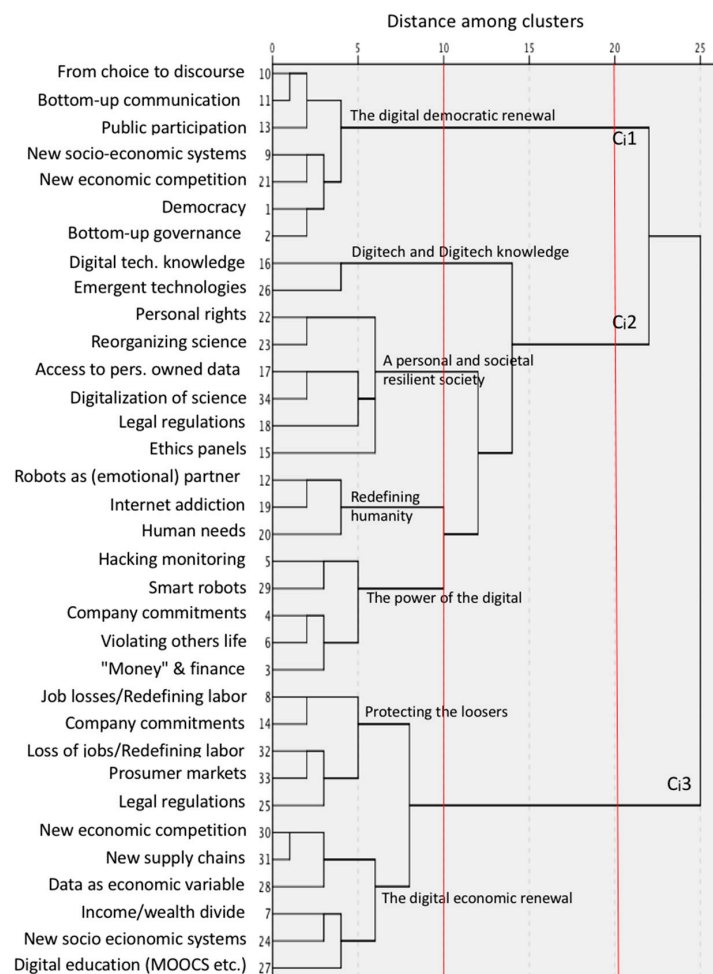 Distance among clusters
0 5 10 15 20 25
From choice to discourse 10
Bottom-up communication 11
The digital democratic renewal
Public participation 13
Ci1
New socio-economic systems 9
New economic competition 21
Democracy 1
Bottom-up governance 2
Digitech and Digitech knowledge
Digital tech. knowledge 16
Emergent technologies 26
Personal rights 22
Ci2
Reorganizing science 23
A personal and societal
Access to pers. owned data 17
resilient society
Digitalization of science 34
Legal regulations 18
Ethics panels 15
Robots as (emotional) partner 12
Redefining
Internet addiction 19
humanity
Human needs 20
Hacking monitoring 5
Smart robots 29
The power of the digital
Company commitments 4
Violating others life 6
"Money" & finance 3
Job losses/Redefining labor 8
Protecting the loosers
Company commitments 14
Loss of jobs/Redefining labor 32
Prosumer markets 33
Ci3
Legal regulations 25
New economic competition 30
New supply chains 31
Data as economic variable 28
The digital economic renewal
Income/wealth divide 7
New socio ecionomic systems 24
Digital education (MOOCS etc.) 27